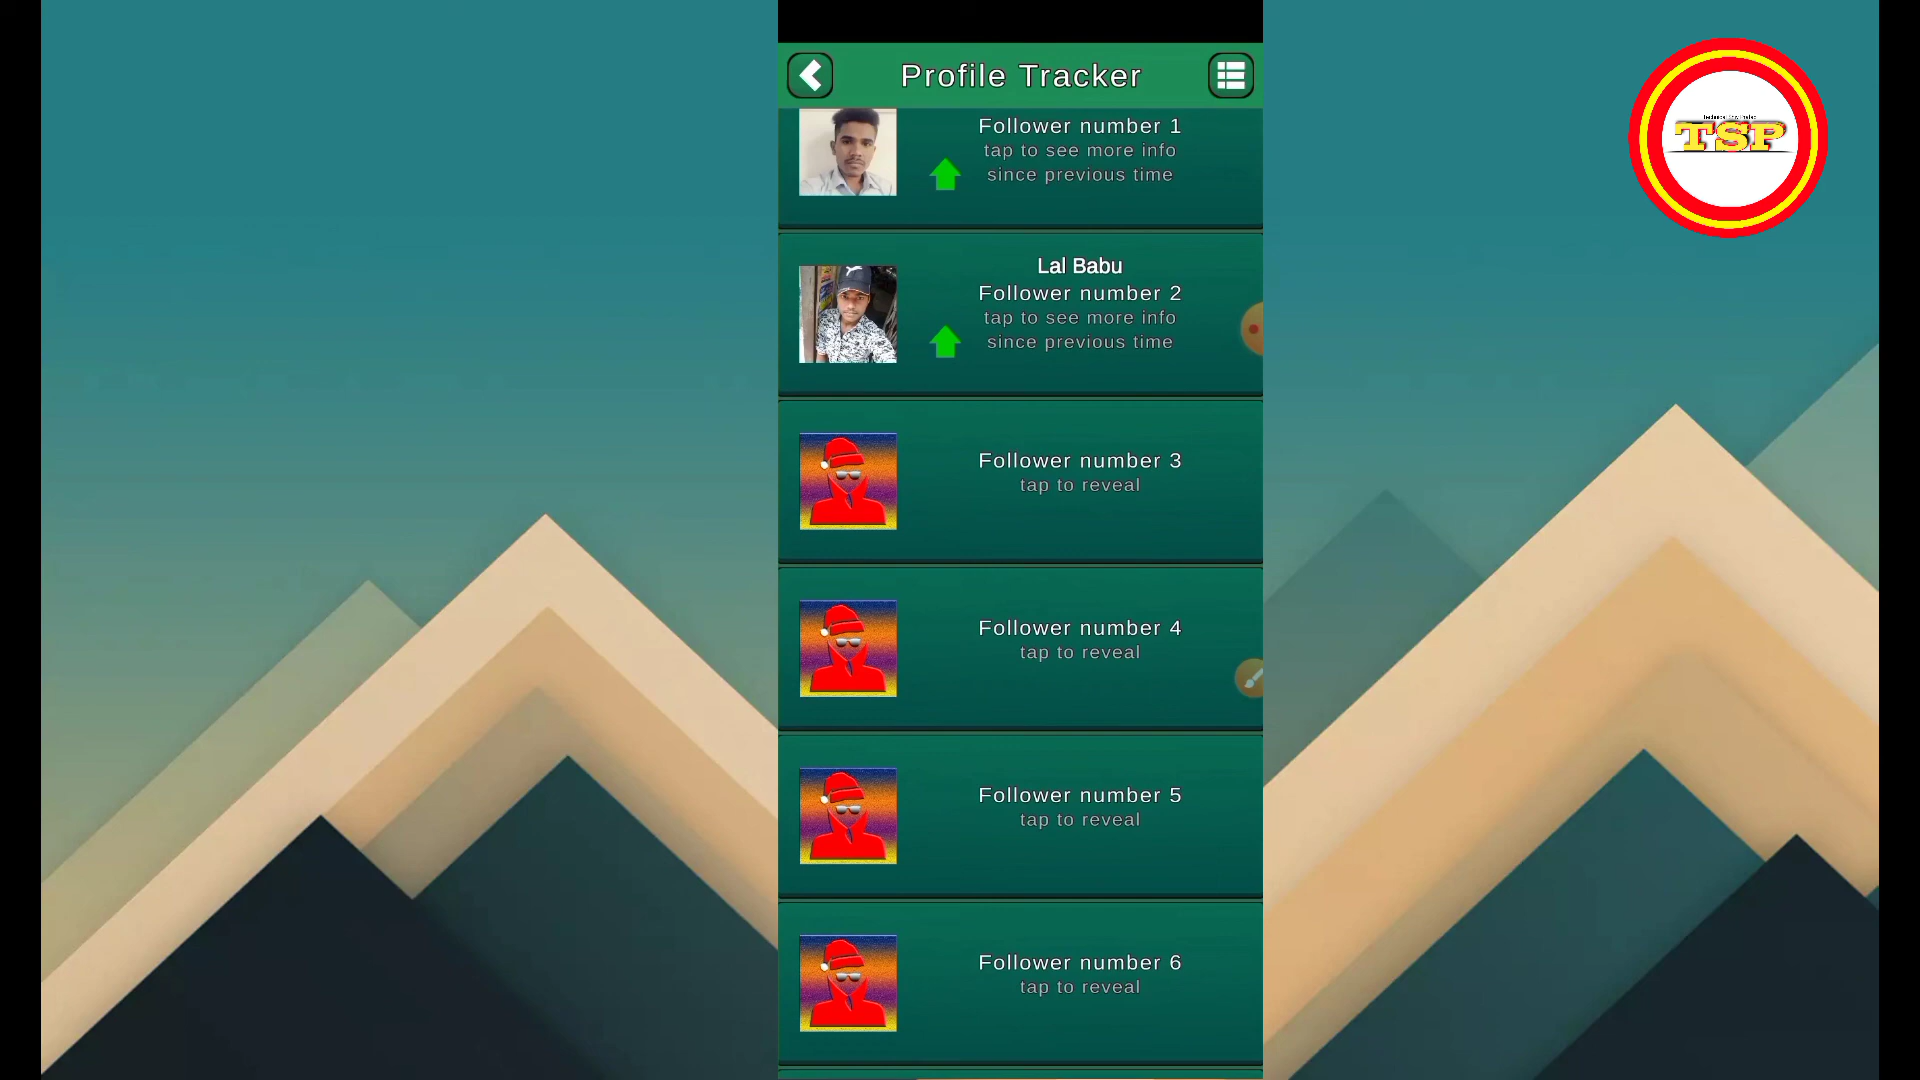 Profile Tracker
Follower number 1
tap to see more info
since previous time
Lal Babu
Follower number 2
tap to see more info
since previous time
Follower number 3
tap to reveal
Follower number 4
tap to reveal
Follower number 5
tap to reveal
Follower number 6
tap to reveal
TSP